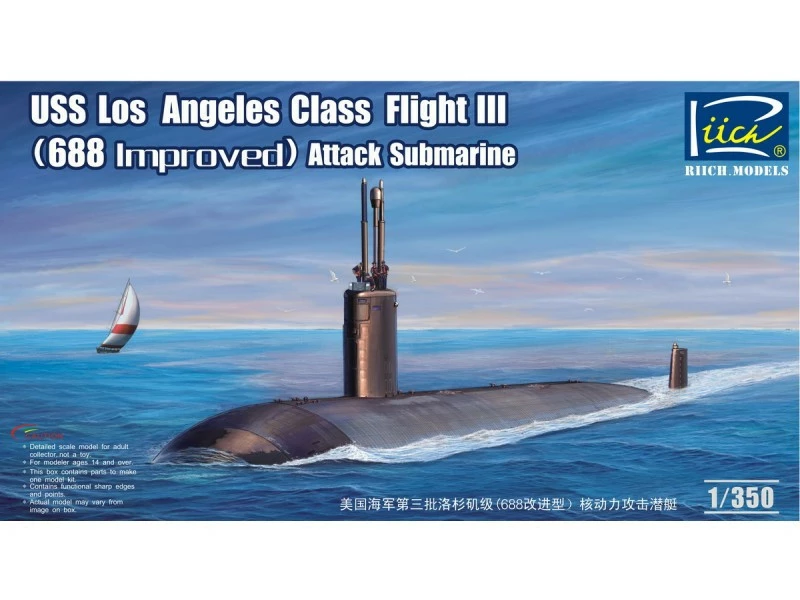 USS Los Angeles Class Flight III
(688 Improved) Attack Submarine
Riich®
RIICH.MODELS
Detailed scale model for adult
collector, not a toy.
For modeler ages 14 and over.
This box contains parts to make
one model kit.
Contains functional sharp edges
and points.
Actual model may vary from
image on box.
美国海军第三批洛杉矶级(688改进型）核动力攻击潜艇
1/350